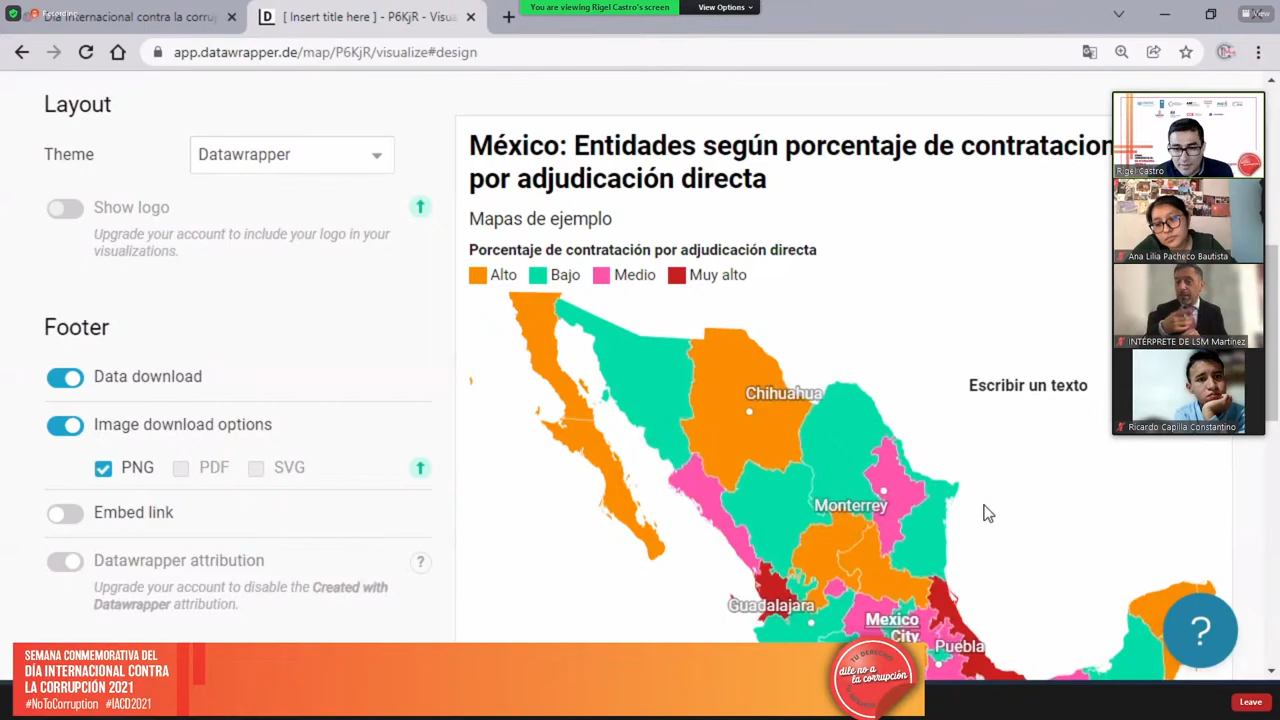 Recording
Día Internacional contra la corrup
[ Insert title here ] - P6KjR - Visua
You are viewing Rigel Castro's screen
View Options
View
app.datawrapper.de/map/P6KjR/visualize#design
Layout
Theme
Datawrapper
Show logo
Upgrade your account to include your logo in your
visualizations.
Footer
Data download
Image download options
PNG
PDF
SVG
Embed link
Datawrapper attribution
?
Upgrade your account to disable the Created with
Datawrapper attribution.
México: Entidades según porcentaje de contratacion
por adjudicación directa
Mapas de ejemplo
Porcentaje de contratación por adjudicación directa
Alto
Bajo
Medio
Muy alto
Chihuahua
Escribir un texto
Monterrey
Guadalajara
Mexico
City
Puebla
Rigel Castro
Ana Lilia Pacheco Bautista
INTÉRPRETE DE LSM Martínez
Ricardo Capilla Constantino
?
SEMANA CONMEMORATIVA DEL
DÍA INTERNACIONAL CONTRA
LA CORRUPCIÓN 2021
#NoToCorruption #IACD2021
TU DERECHO
dile no a
la corrupción
Leave